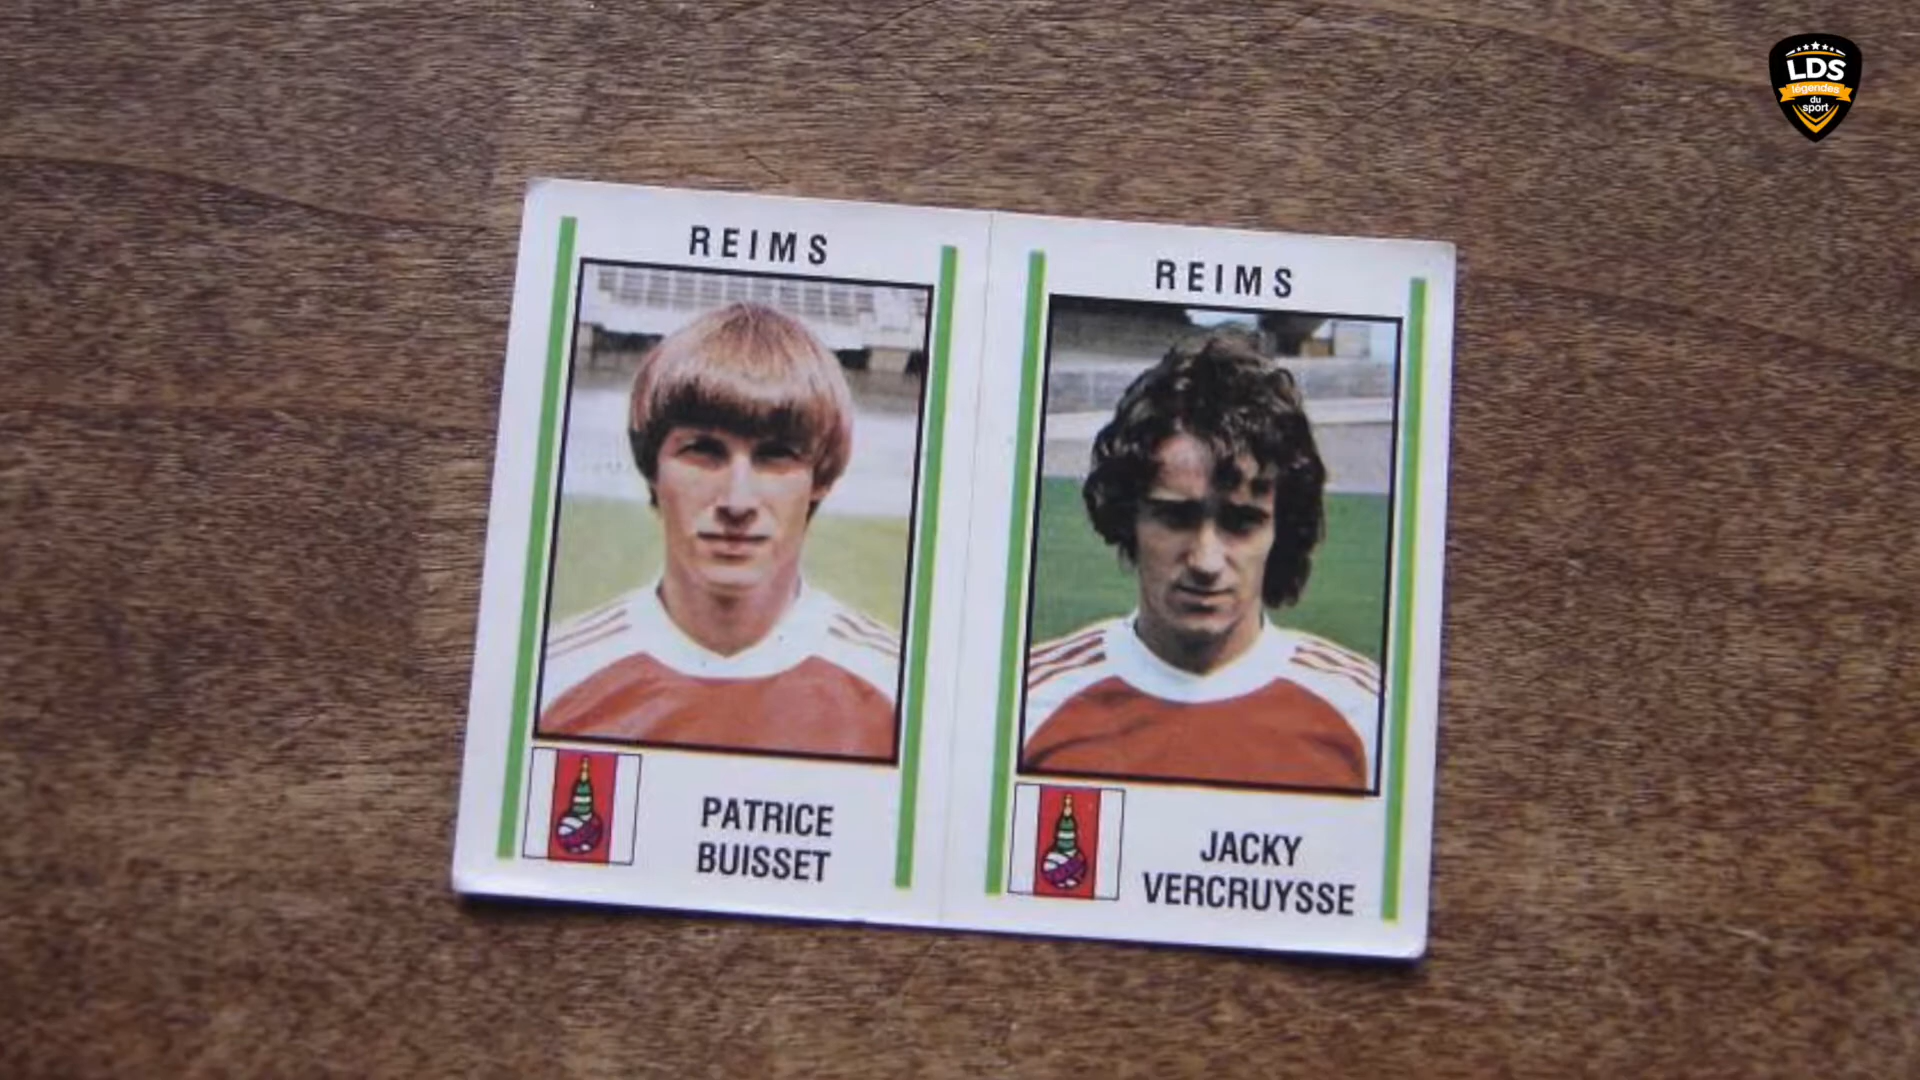 LDS
légendes
du
sport
REIMS
PATRICE
BUISSET
REIMS
JACKY
VERCRUYSSE